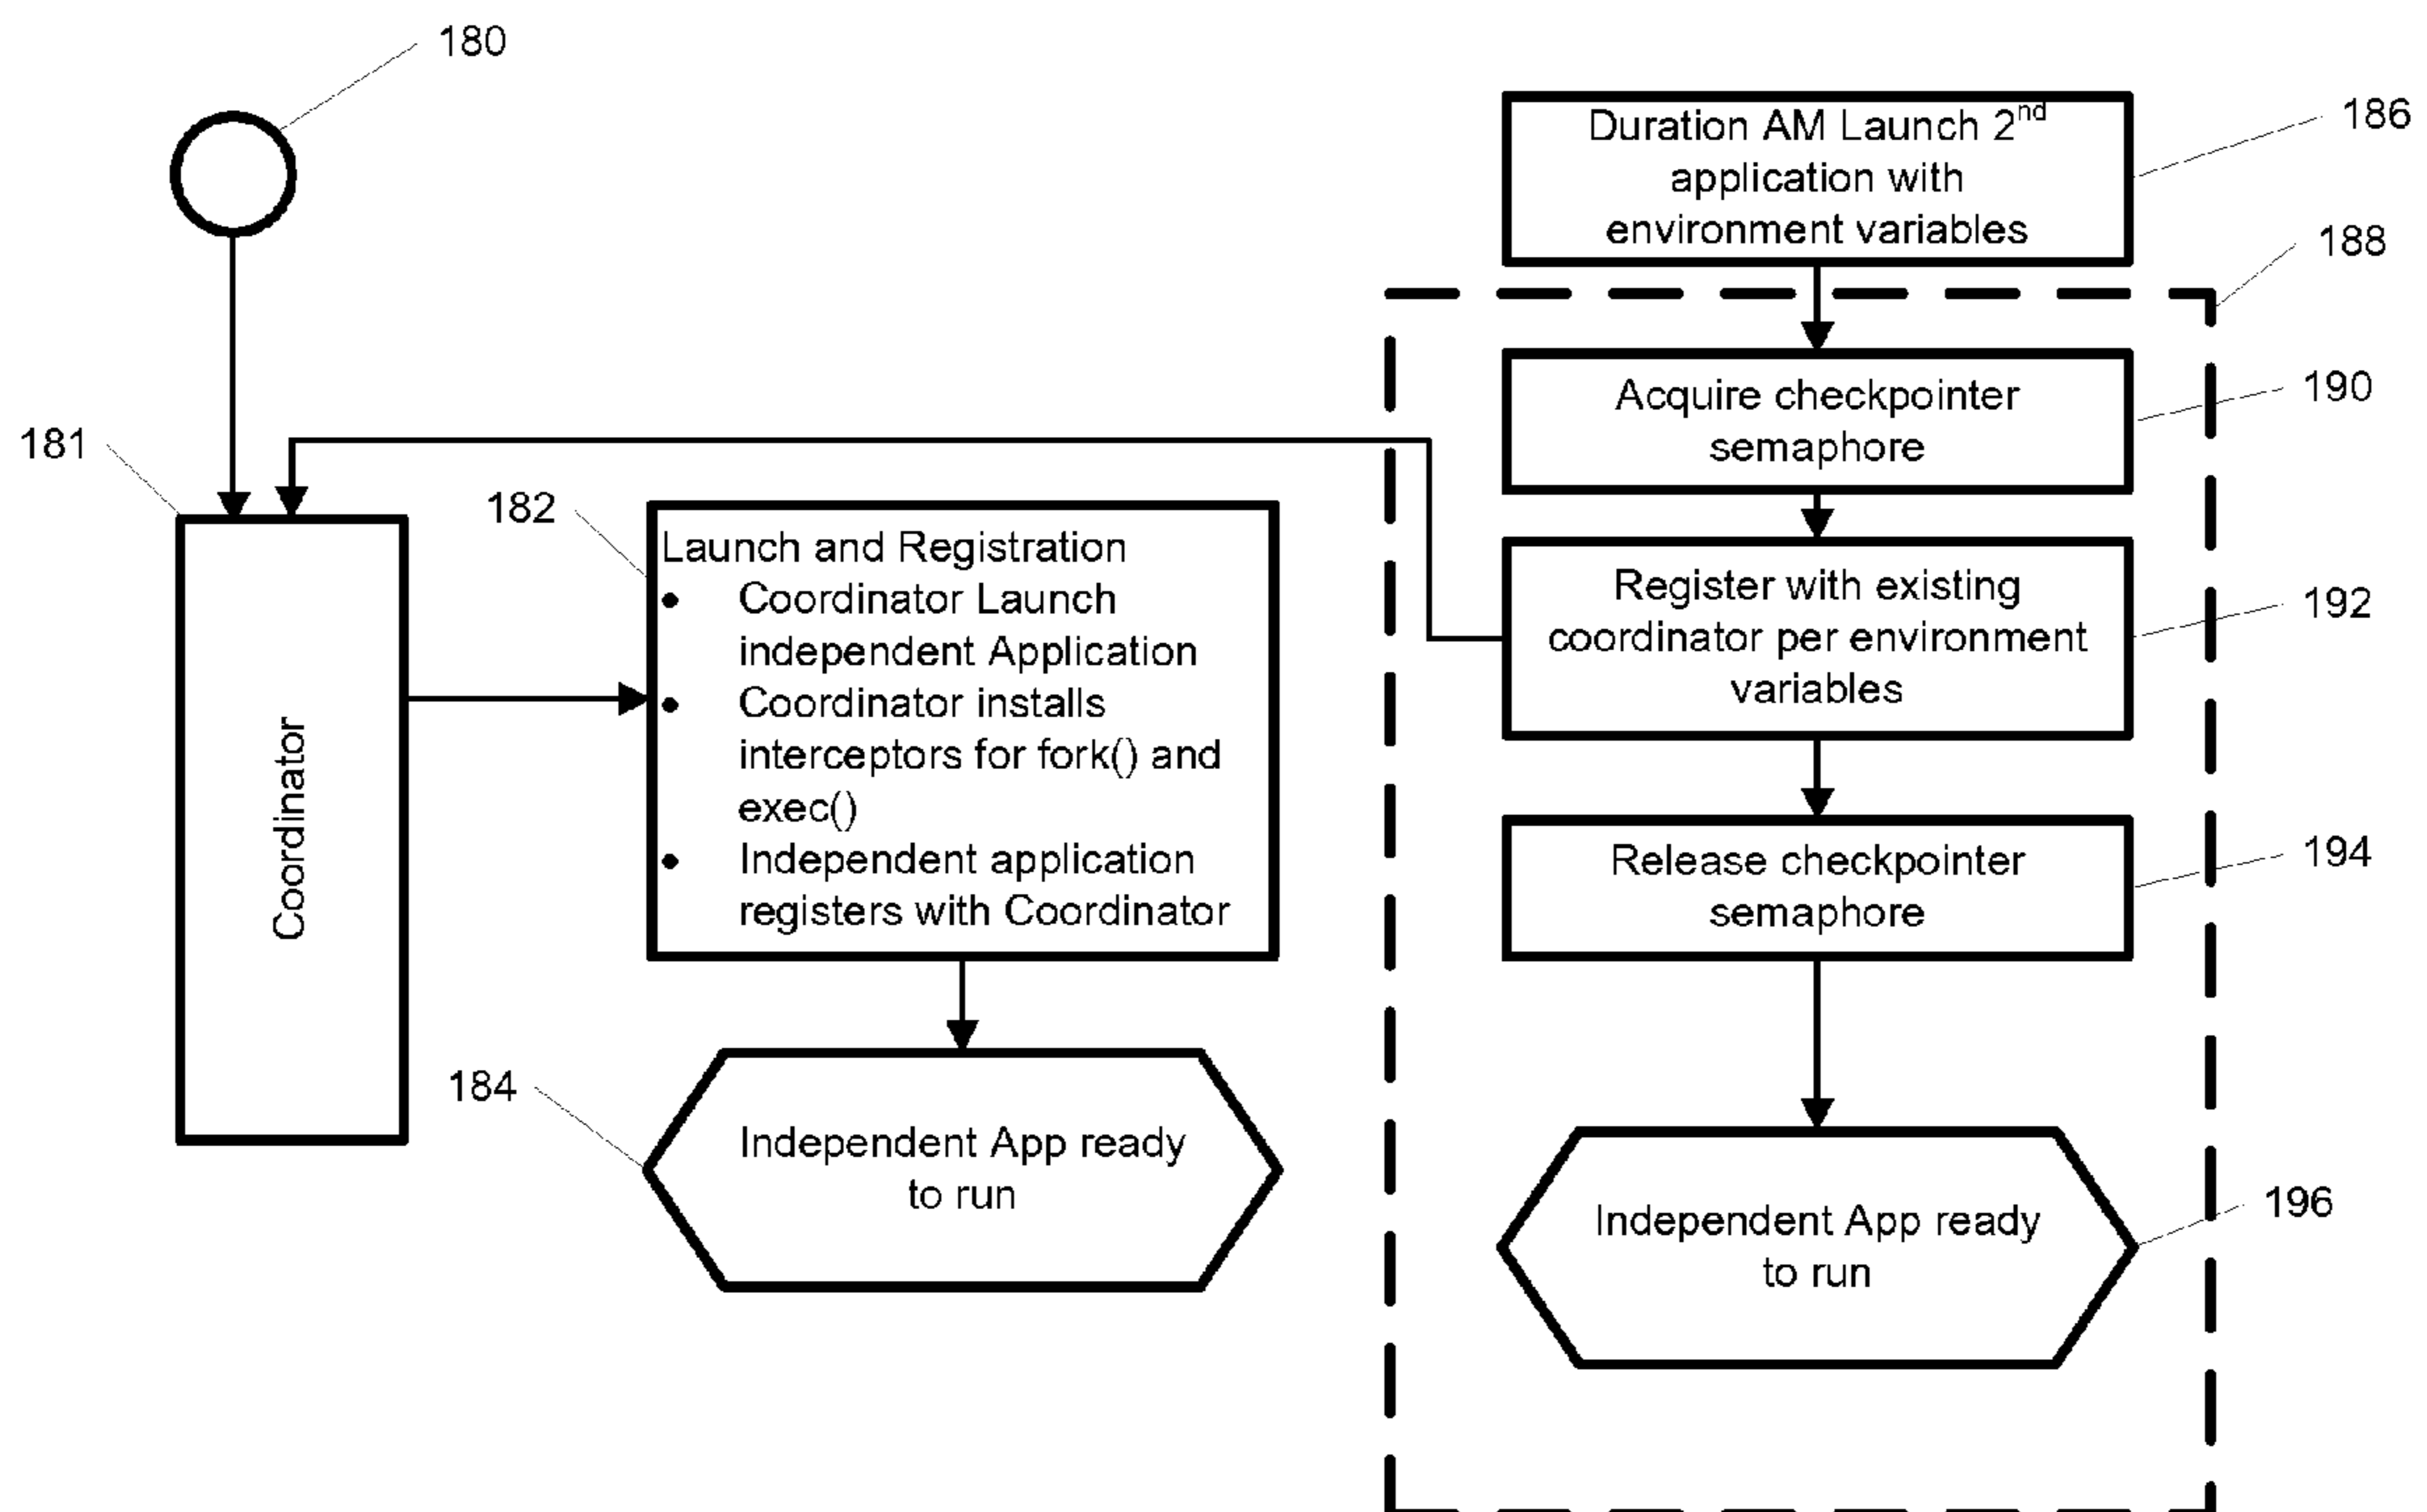 180
Duration AM Launch 2nd
application with
environment variables
186
188
Acquire checkpointer
semaphore
190
181
182
Launch and Registration
• Coordinator Launch
independent Application
• Coordinator installs
interceptors for fork() and
exec()
• Independent application
registers with Coordinator
Register with existing
coordinator per environment
variables
192
Coordinator
Release checkpointer
semaphore
194
184
Independent App ready
to run
Independent App ready
to run
196